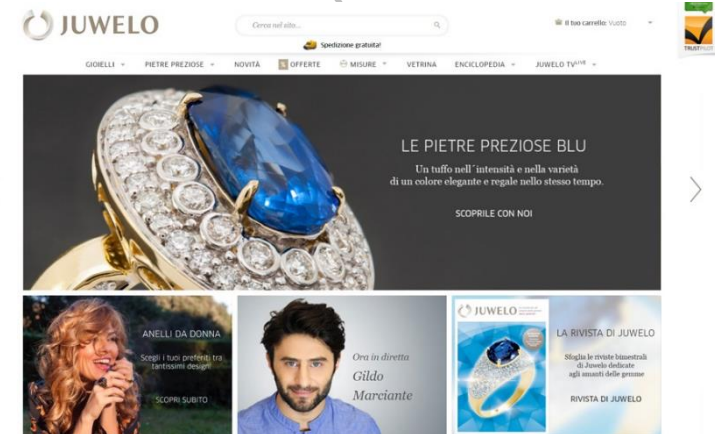 JUWELO
Cerca nel sito...
Il tuo carrello: Vuoto
Spedizione gratuita!
GIOIELLI
PIETRE PREZIOSE
NOVITÀ
% OFFERTE
MISURE
VETRINA
ENCICLOPEDIA
JUWELO TV LIVE
TRUSTPILOT
LE PIETRE PREZIOSE BLU
Un tuffo nell´intensità e nella varietà
di un colore elegante e regale nello stesso tempo.
SCOPRILE CON NOI
ANELLI DA DONNA
Scegli i tuoi preferiti tra
tantissimi design
SCOPRI SUBITO
Ora in diretta
Gildo
Marciante
JUWELO
LA RIVISTA DI JUWELO
Sfoglia le riviste bimestrali
di Juwelo dedicate
agli amanti delle gemme
RIVISTA DI JUWELO